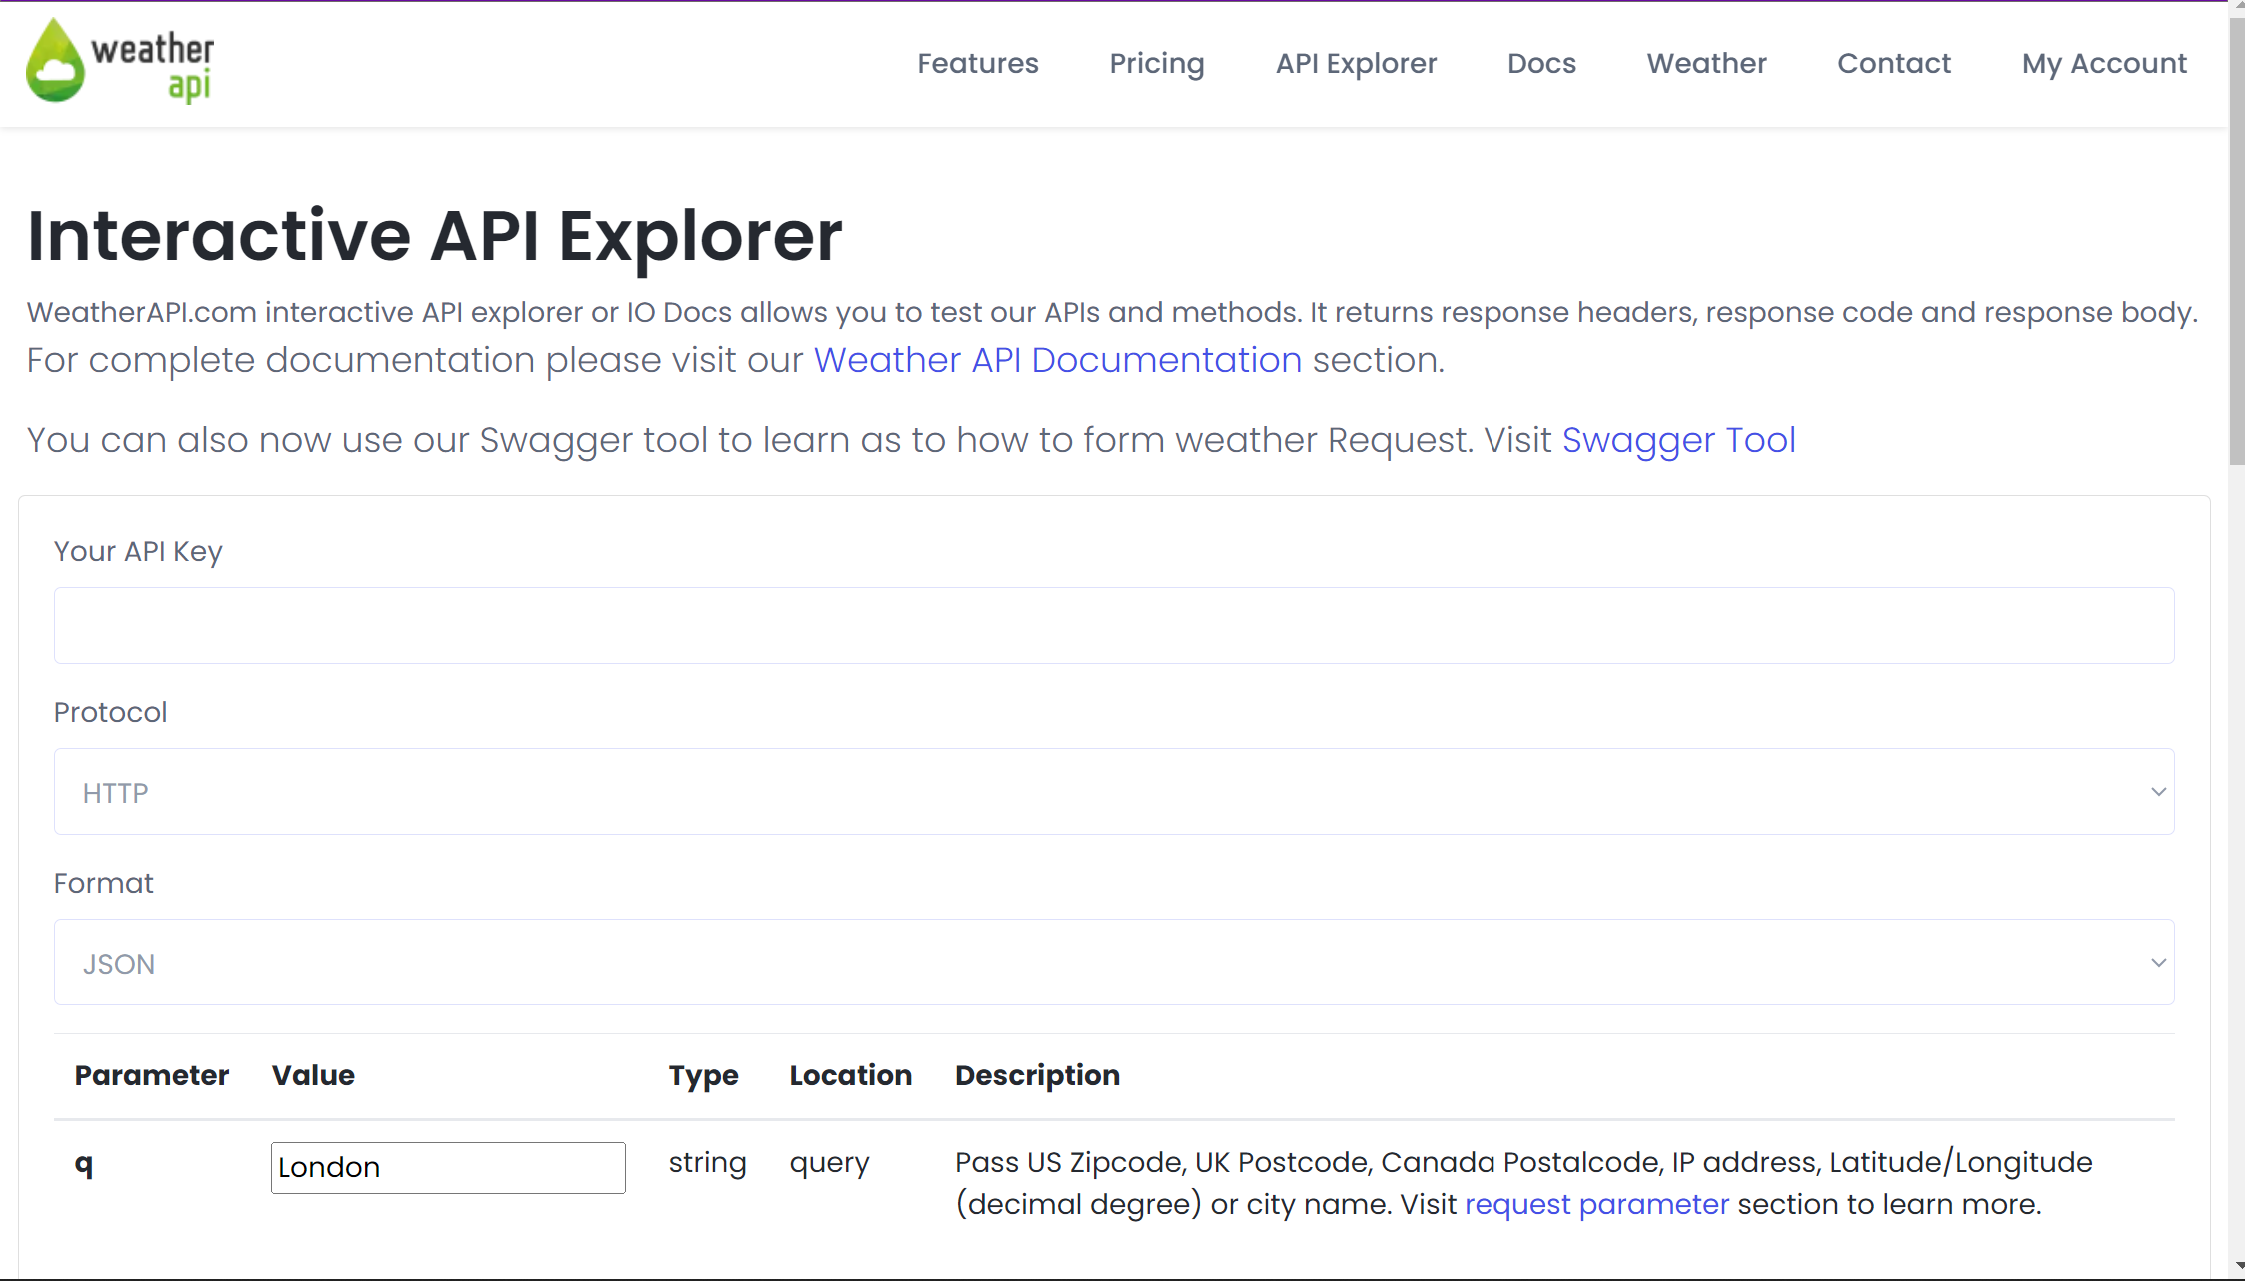 weather
api
Features Pricing API Explorer Docs Weather Contact My Account
Interactive API Explorer
WeatherAPI.com interactive API explorer or IO Docs allows you to test our APIs and methods. It returns response headers, response code and response body.
For complete documentation please visit our Weather API Documentation section.
You can also now use our Swagger tool to learn as to how to form weather Request. Visit Swagger Tool
Your API Key
Protocol
HTTP
Format
JSON
Parameter Value Type Location Description
q London string query Pass US Zipcode, UK Postcode, Canada Postalcode, IP address, Latitude/Longitude
(decimal degree) or city name. Visit request parameter section to learn more.